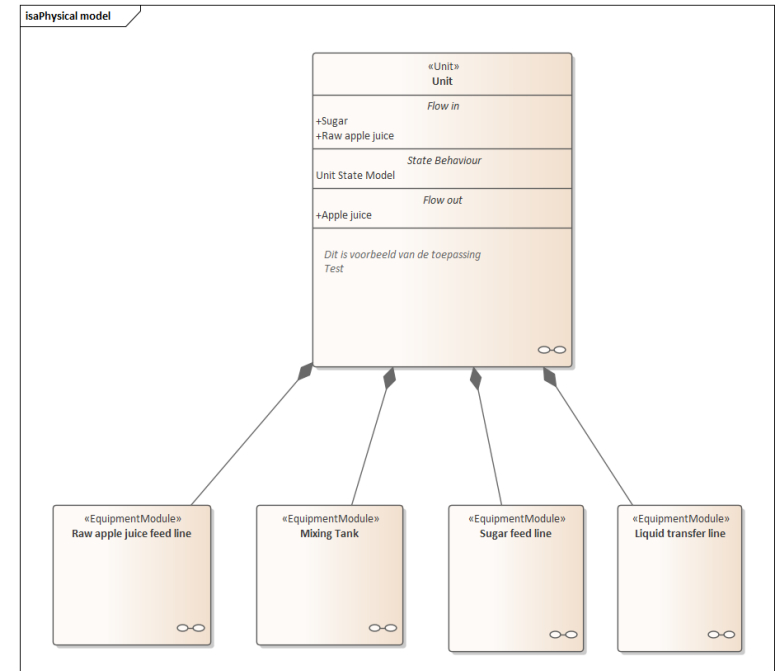 isaPhysical model
«Unit»
Unit
Flow in
+Sugar
+Raw apple juice
State Behaviour
Unit State Model
Flow out
+Apple juice
Dit is voorbeeld van de toepassing
Test
«EquipmentModule»
Raw apple juice feed line
«EquipmentModule»
Mixing Tank
«EquipmentModule»
Sugar feed line
«EquipmentModule»
Liquid transfer line